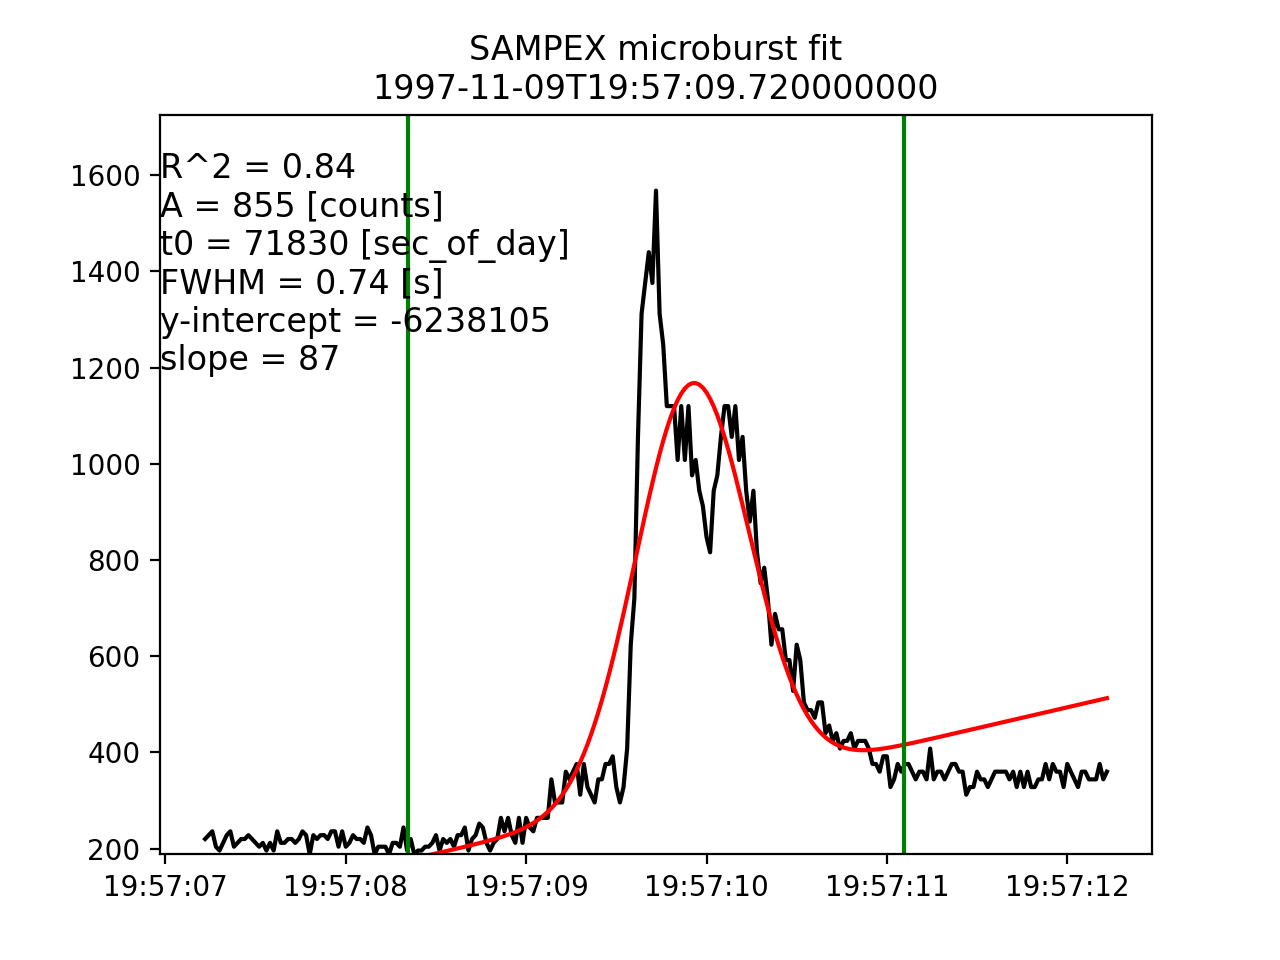 SAMPEX microburst fit
1997-11-09T19:57:09.720000000
R^2 = 0.84
A = 855 [counts]
t0 = 71830 [sec_of_day]
FWHM = 0.74 [s]
y-intercept = -6238105
slope = 87
1600
1400
1200
1000
800
600
400
200
19:57:07 19:57:08 19:57:09 19:57:10 19:57:11 19:57:12